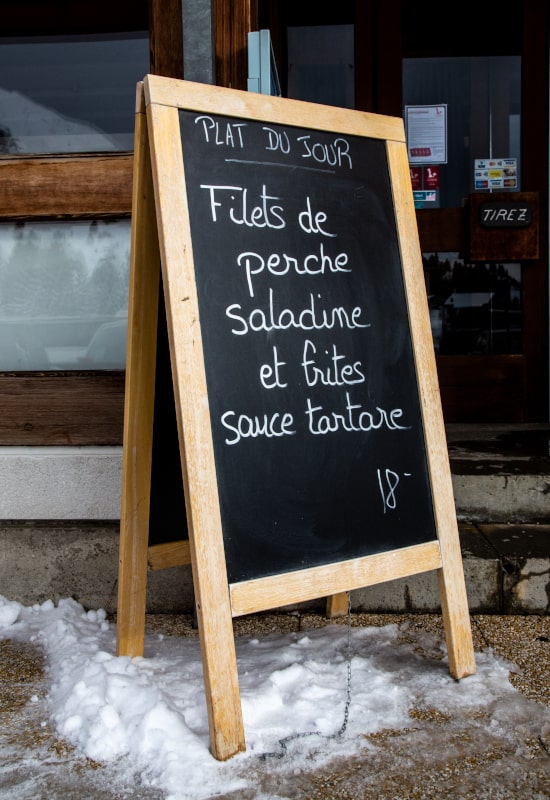 PLAT DU JOUR
Filets de
perche
saladine
et frites
sauce tartare
18-
TIREZ